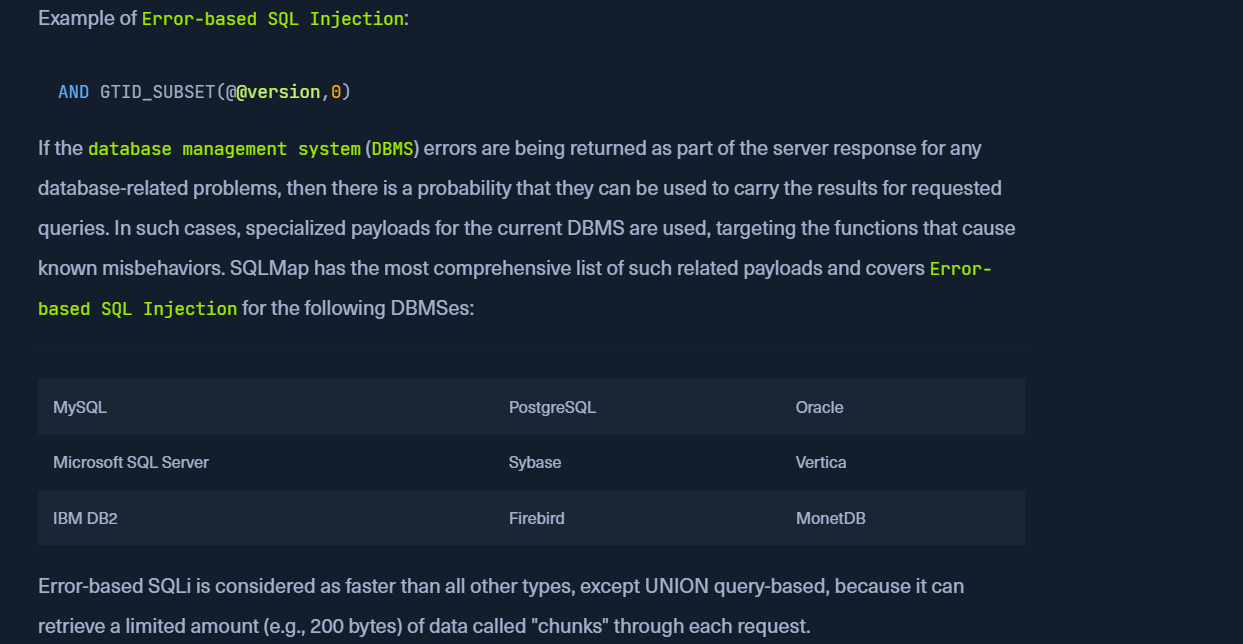 Example of Error-based SQL Injection:
AND GTID_SUBSET(@@version,0)
If the database management system (DBMS) errors are being returned as part of the server response for any
database-related problems, then there is a probability that they can be used to carry the results for requested
queries. In such cases, specialized payloads for the current DBMS are used, targeting the functions that cause
known misbehaviors. SQLMap has the most comprehensive list of such related payloads and covers Error-
based SQL Injection for the following DBMSes:
MySQL PostgreSQL Oracle
Microsoft SQL Server Sybase Vertica
IBM DB2 Firebird MonetDB
Error-based SQLi is considered as faster than all other types, except UNION query-based, because it can
retrieve a limited amount (e.g., 200 bytes) of data called "chunks" through each request.